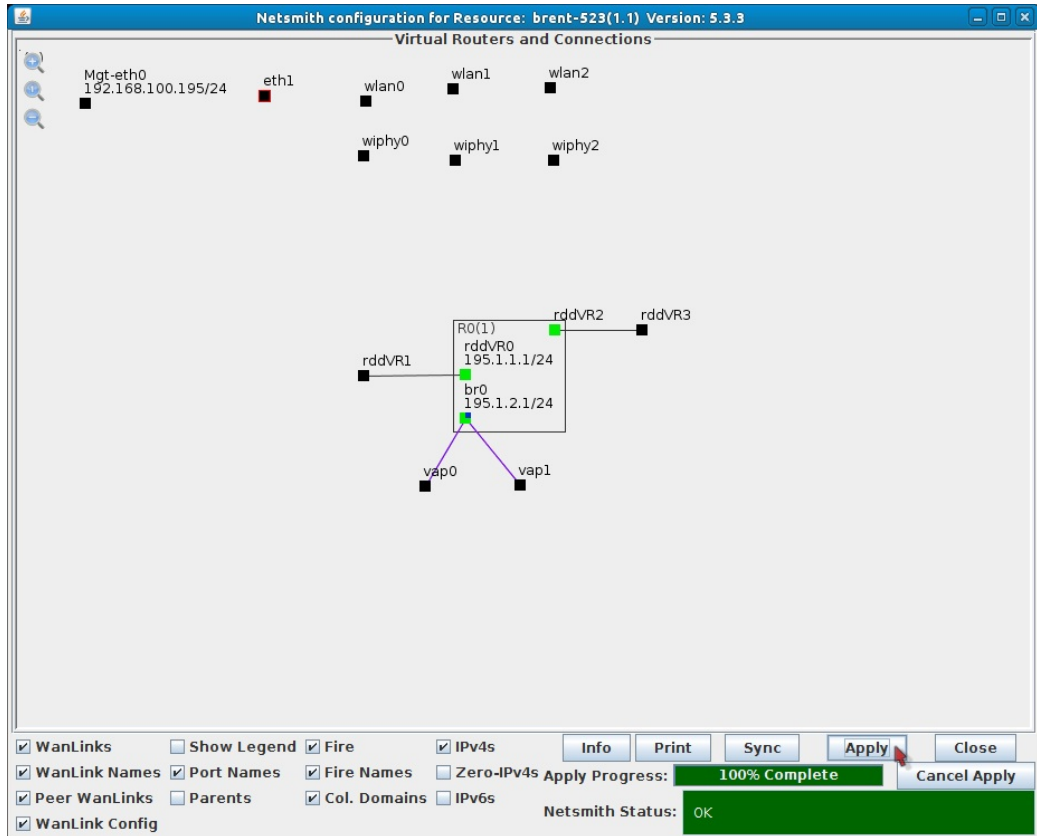 Netsmith configuration for Resource: brent-523(1.1) Version: 5.3.3
Virtual Routers and Connections
Mgt-eth0
192.168.100.195/24
eth1
wlan0
wlan1
wlan2
wiphy0
wiphy1
wiphy2
rddVR2
rddVR3
R0(1)
rddVR0
195.1.1.1/24
rddVR1
br0
195.1.2.1/24
vap0
vap1
WanLinks
Show Legend
Fire
IPv4s
Info
Print
Sync
Apply
Close
WanLink Names
Port Names
Fire Names
Zero-IPv4s
Apply Progress:
100% Complete
Cancel Apply
Peer WanLinks
Parents
Col. Domains
IPv6s
Netsmith Status:
OK
WanLink Config